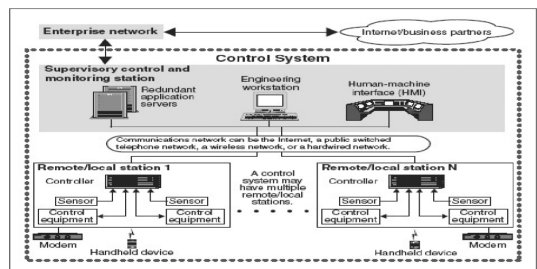 Enterprise network
Internet/business partners
Control System
Supervisory control and
monitoring station
Redundant
application
servers
Engineering
workstation
Human-machine
interface (HMI)
Communications network can be the Internet, a public switched
telephone network, a wireless network, or a hardwired network.
Remote/local station 1
Controller
Sensor
Sensor
Control
equipment
Control
equipment
Modem
Handheld device
A control
system may
have multiple
remote/local
stations.
Remote/local station N
Controller
Sensor
Sensor
Control
equipment
Control
equipment
Handheld device
Modem